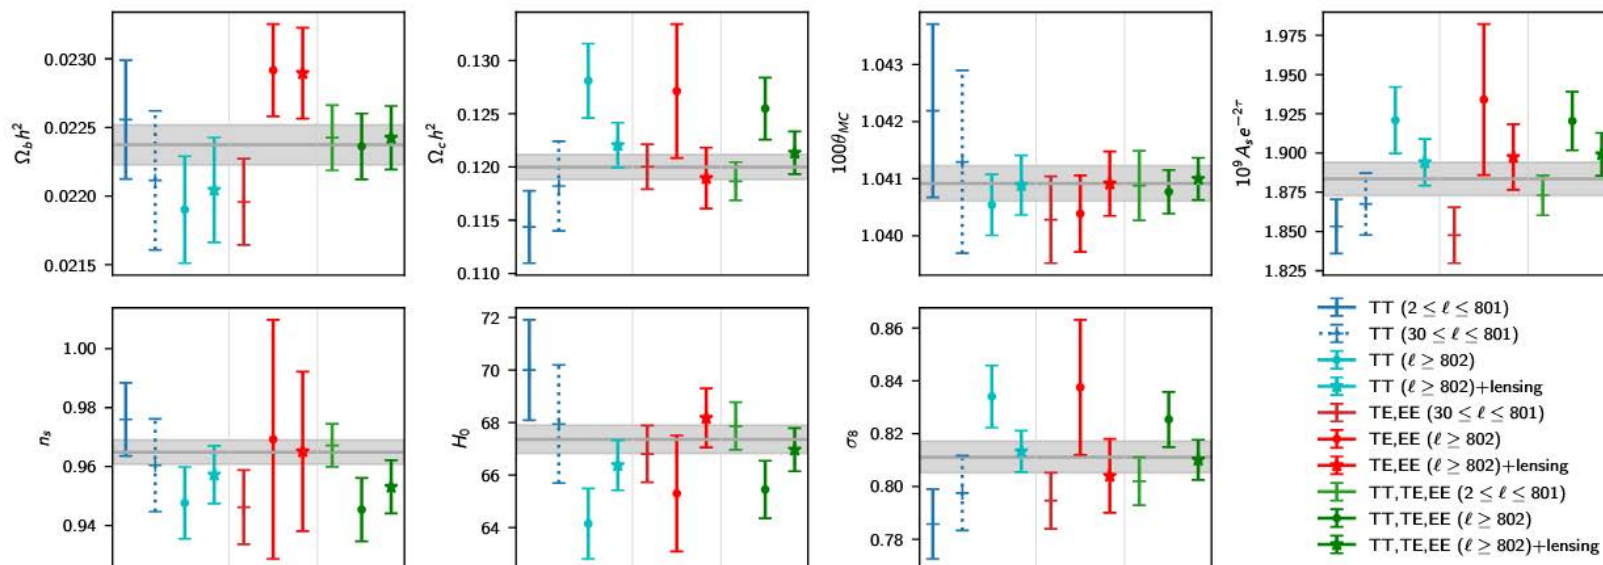 Ω_b h²
0.0230
0.0225
0.0220
0.0215
Ω_c h²
0.130
0.125
0.120
0.115
0.110
100θ_MC
1.043
1.042
1.041
1.040
10⁹ A_s e^{−2τ}
1.975
1.950
1.925
1.900
1.875
1.850
1.825
n_s
1.00
0.98
0.96
0.94
H_0
72
70
68
66
64
σ_8
0.86
0.84
0.82
0.80
0.78
TT (2 ≤ ℓ ≤ 801)
TT (30 ≤ ℓ ≤ 801)
TT (ℓ ≥ 802)
TT (ℓ ≥ 802)+lensing
TE,EE (30 ≤ ℓ ≤ 801)
TE,EE (ℓ ≥ 802)
TE,EE (ℓ ≥ 802)+lensing
TT,TE,EE (2 ≤ ℓ ≤ 801)
TT,TE,EE (ℓ ≥ 802)
TT,TE,EE (ℓ ≥ 802)+lensing